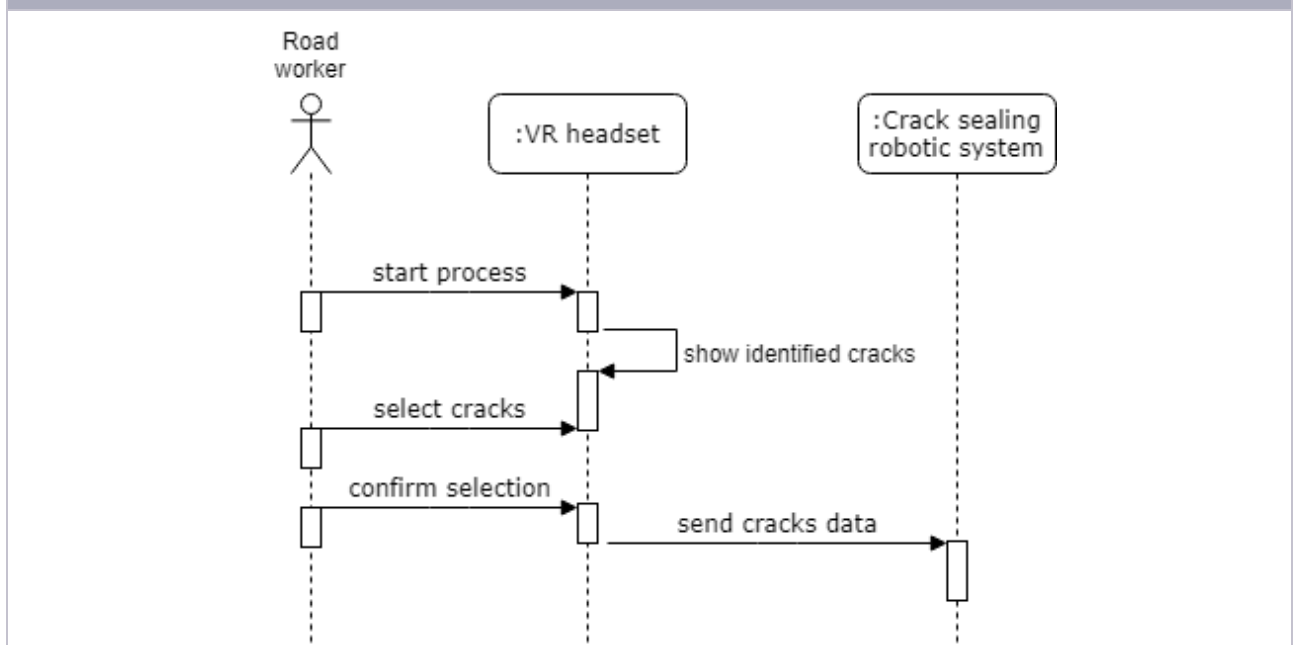 Road
worker
:VR headset
:Crack sealing
robotic system
start process
show identified cracks
select cracks
confirm selection
send cracks data